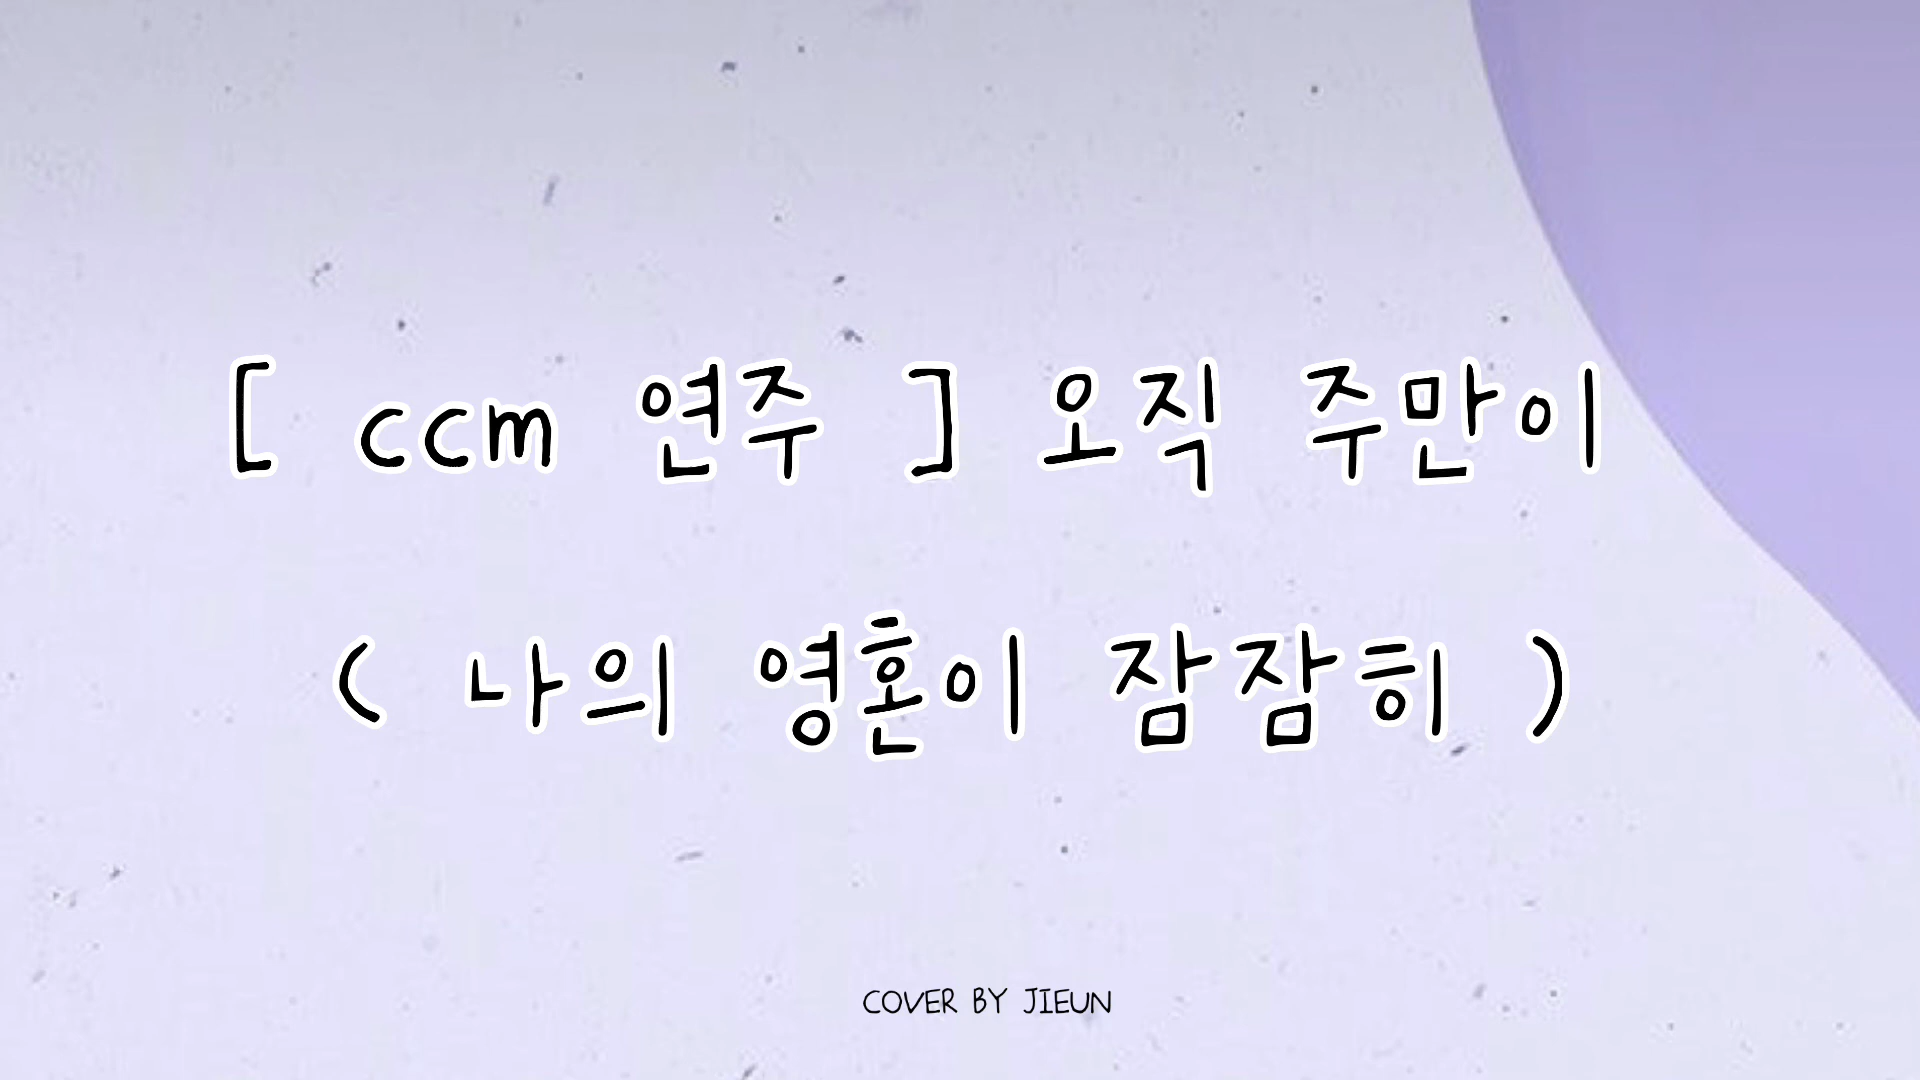 [ ccm 연주 ] 오직 주만이
( 나의 영혼이 잠잠히 )
COVER BY JIEUN